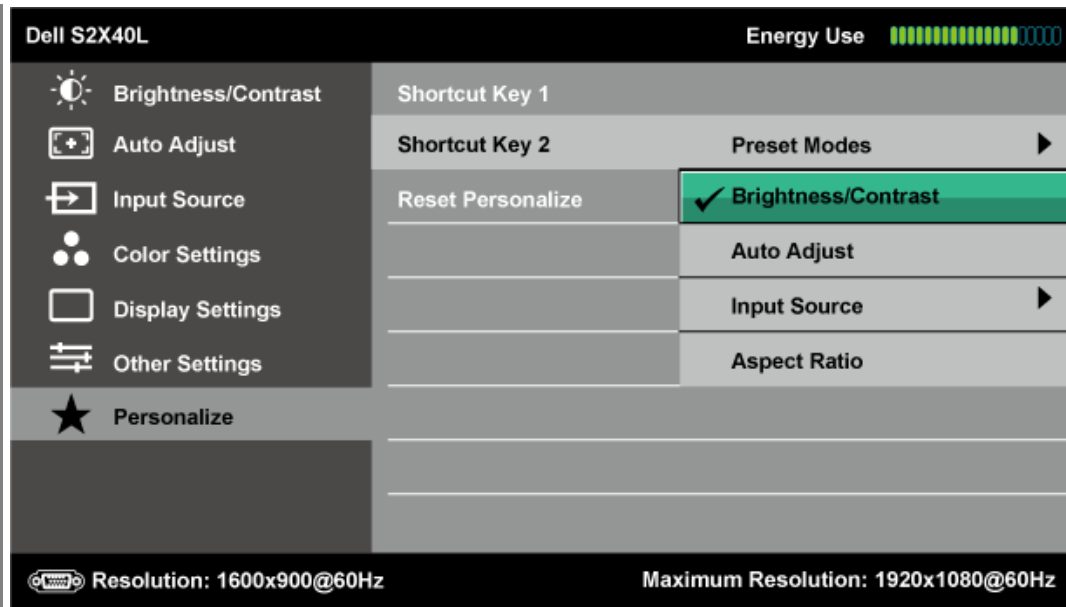 Dell S2X40L Energy Use
Brightness/Contrast Shortcut Key 1
Auto Adjust Shortcut Key 2 Preset Modes
Input Source Reset Personalize Brightness/Contrast
Color Settings Auto Adjust
Display Settings Input Source
Other Settings Aspect Ratio
Personalize
Resolution: 1600x900@60Hz Maximum Resolution: 1920x1080@60Hz